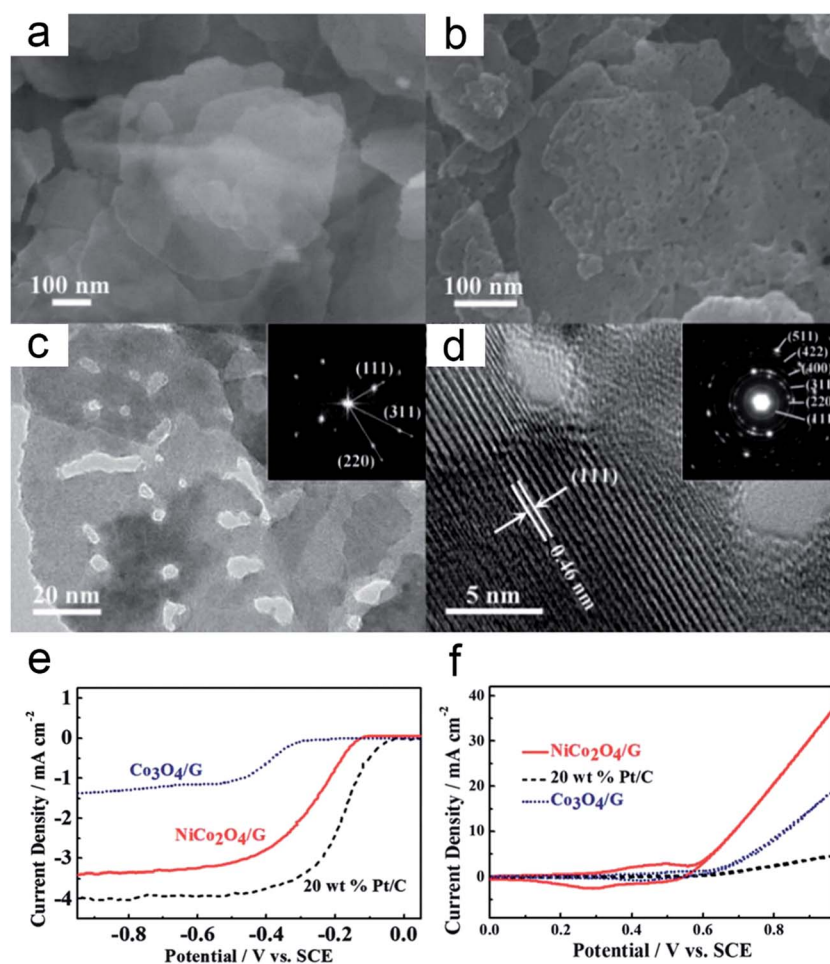 a
b
100 nm
100 nm
c
(111)
(311)
(220)
20 nm
d
(511)
(422)
(400)
(311
(220
(11
(111)
0.46 nm
5 nm
e
Current Density / mA cm⁻²
1
0
-1
-2
-3
-4
Co3O4/G
NiCo2O4/G
20 wt % Pt/C
-0.8
-0.6
-0.4
-0.2
0.0
Potential / V vs. SCE
f
Current Density / mA cm⁻²
40
30
20
10
5
0
NiCo2O4/G
20 wt % Pt/C
Co3O4/G
0.0
0.2
0.4
0.6
0.8
Potential / V vs. SCE